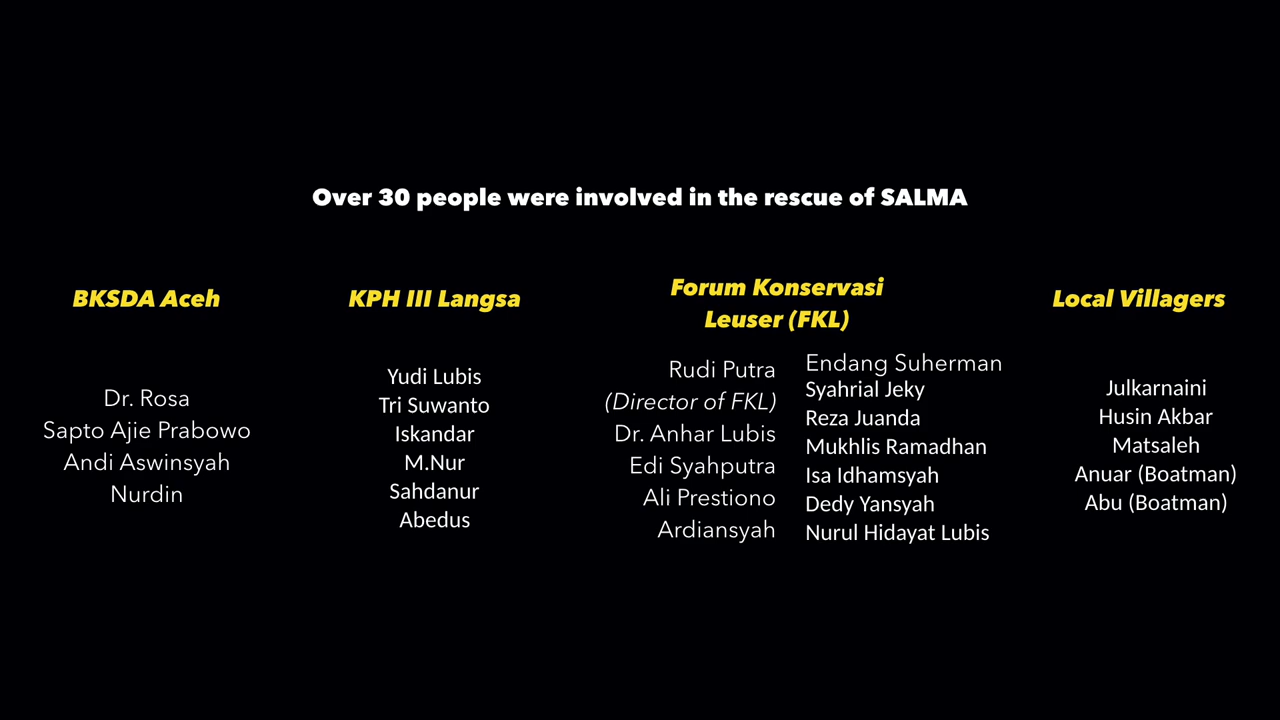 Over 30 people were involved in the rescue of SALMA
BKSDA Aceh
Dr. Rosa
Sapto Ajie Prabowo
Andi Aswinsyah
Nurdin
KPH III Langsa
Yudi Lubis
Tri Suwanto
Iskandar
M.Nur
Sahdanur
Abedus
Forum Konservasi
Leuser (FKL)
Rudi Putra
(Director of FKL)
Dr. Anhar Lubis
Edi Syahputra
Ali Prestiono
Ardiansyah
Endang Suherman
Syahrial Jeky
Reza Juanda
Mukhlis Ramadhan
Isa Idhamsyah
Dedy Yansyah
Nurul Hidayat Lubis
Local Villagers
Julkarnaini
Husin Akbar
Matsaleh
Anuar (Boatman)
Abu (Boatman)